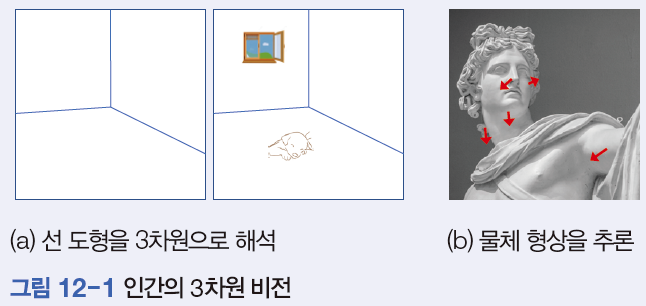 (a) 선 도형을 3차원으로 해석
(b) 물체 형상을 추론
그림 12-1 인간의 3차원 비전